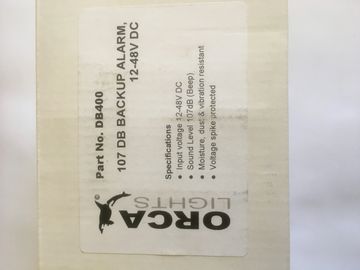 Part No. DB400
107 DB BACKUP ALARM,
12-48V DC
Specifications
● Input voltage 12-48V DC
● Sound Level 107dB (Beep)
● Moisture, dust & vibration resistant
● Voltage spike protected
ORCA
LIGHTS